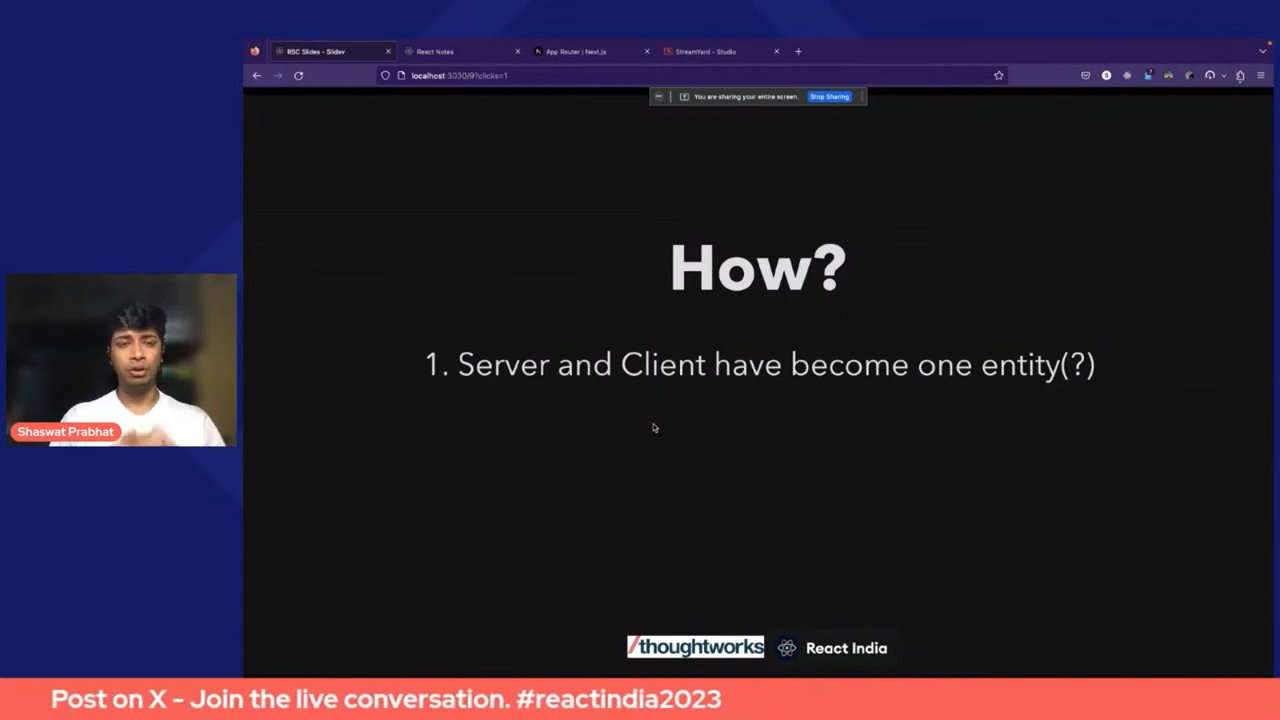 RSC Slides - Slidev
React Notes
App Router | Next.js
StreamYard - Studio
localhost:3030/9?clicks=1
You are sharing your entire screen.
Stop Sharing
How?
1. Server and Client have become one entity(?)
Shaswat Prabhat
/thoughtworks
React India
Post on X - Join the live conversation. #reactindia2023